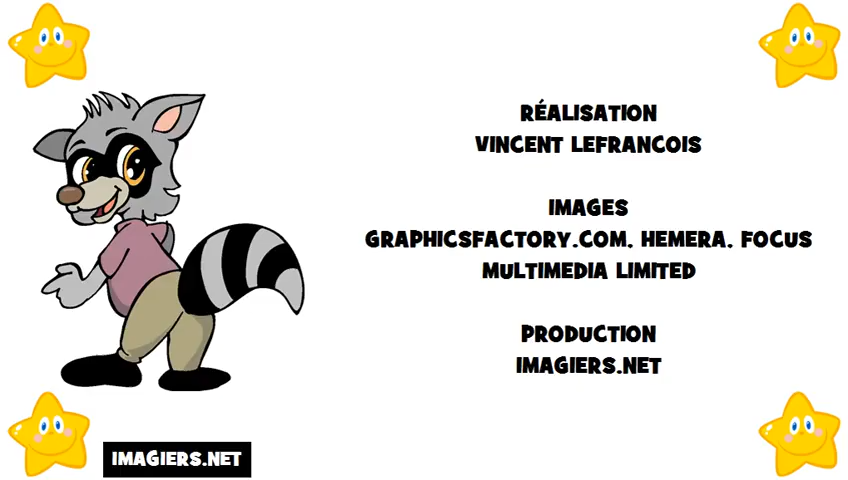 RÉALISATION
VINCENT LEFRANCOIS
IMAGES
GRAPHICSFACTORY.COM, HEMERA, FOCUS
MULTIMEDIA LIMITED
PRODUCTION
IMAGIERS.NET
IMAGIERS.NET